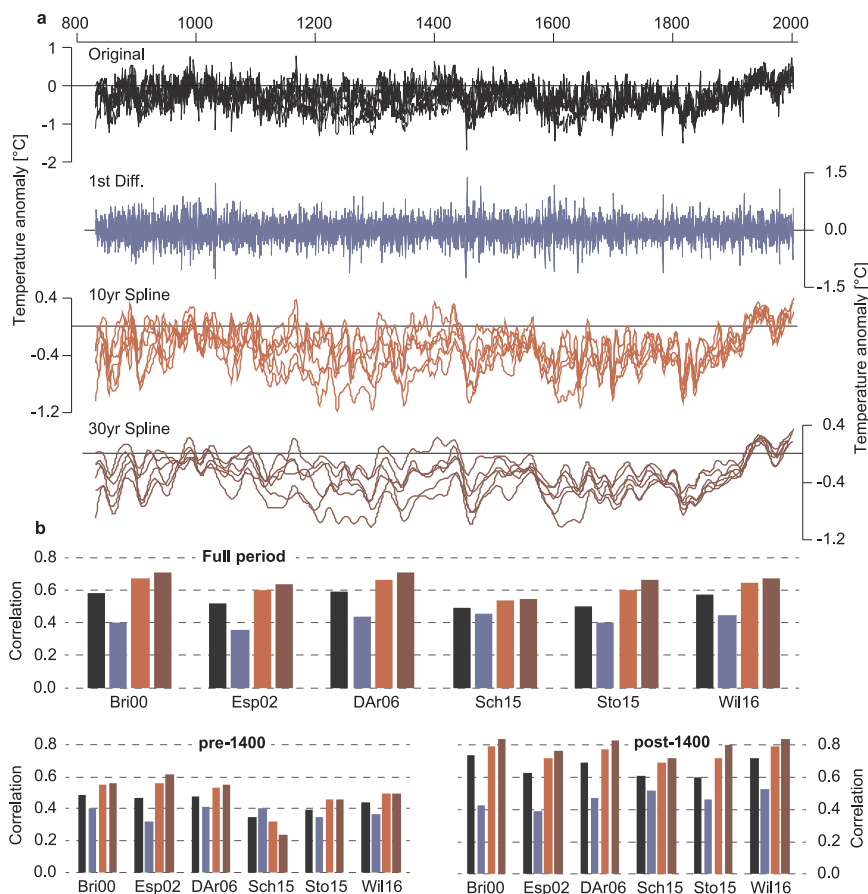 a
800 1000 1200 1400 1600 1800 2000
Original
1
0
-1
-2
Temperature anomaly [°C]
1st Diff.
1.5
0.0
-1.5
Temperature anomaly [°C]
10yr Spline
0.4
-0.4
-1.2
30yr Spline
0.4
-0.4
-1.2
b
Full period
0.8
0.6
0.4
0.2
0.0
Correlation
Bri00 Esp02 DAr06 Sch15 Sto15 Wil16
pre-1400
0.8
0.6
0.4
0.2
0.0
Correlation
Bri00 Esp02 DAr06 Sch15 Sto15 Wil16
post-1400
0.8
0.6
0.4
0.2
0.0
Correlation
Bri00 Esp02 DAr06 Sch15 Sto15 Wil16